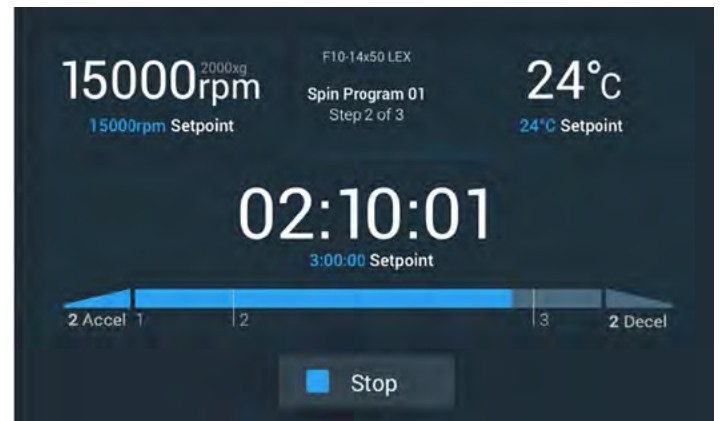 2000xg
15000rpm
15000rpm Setpoint
F10-14x50 LEX
Spin Program 01
Step 2 of 3
24°C
24°C Setpoint
02:10:01
3:00:00 Setpoint
2 Accel 1 2 3 2 Decel
Stop